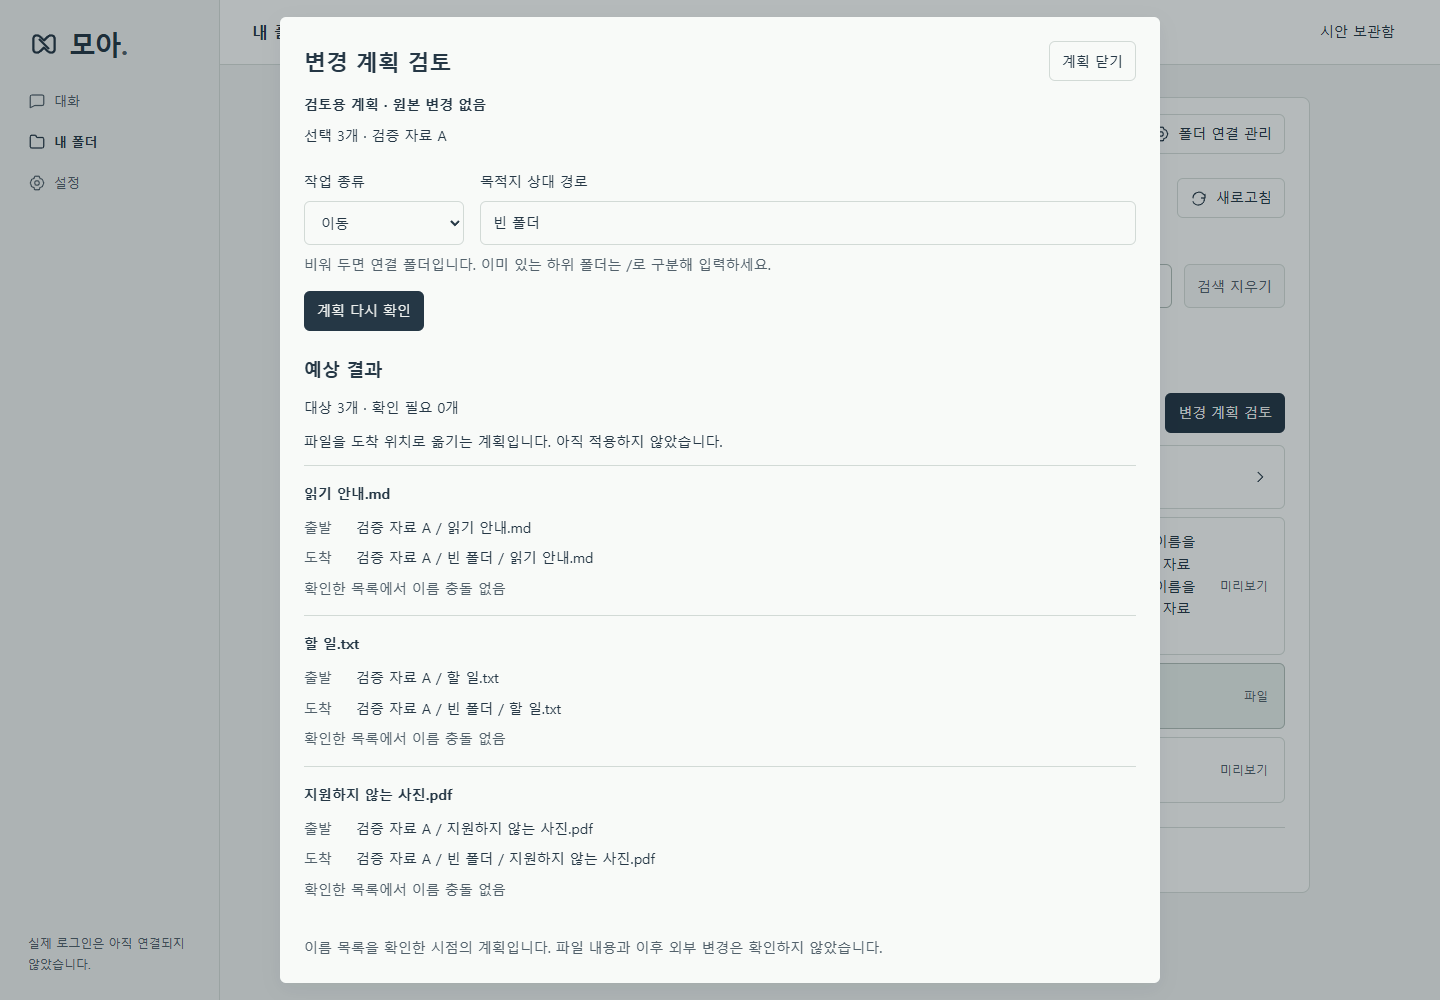 모아.
대화
내 폴더
설정
실제 로그인은 아직 연결되지
않았습니다.
내
시안 보관함
폴더 연결 관리
새로고침
검색 지우기
변경 계획 검토
이름을
자료
이름을
자료
미리보기
파일
미리보기
변경 계획 검토
계획 닫기
검토용 계획 · 원본 변경 없음
선택 3개 · 검증 자료 A
작업 종류
목적지 상대 경로
이동
빈 폴더
비워 두면 연결 폴더입니다. 이미 있는 하위 폴더는 /로 구분해 입력하세요.
계획 다시 확인
예상 결과
대상 3개 · 확인 필요 0개
파일을 도착 위치로 옮기는 계획입니다. 아직 적용하지 않았습니다.
읽기 안내.md
출발 검증 자료 A / 읽기 안내.md
도착 검증 자료 A / 빈 폴더 / 읽기 안내.md
확인한 목록에서 이름 충돌 없음
할 일.txt
출발 검증 자료 A / 할 일.txt
도착 검증 자료 A / 빈 폴더 / 할 일.txt
확인한 목록에서 이름 충돌 없음
지원하지 않는 사진.pdf
출발 검증 자료 A / 지원하지 않는 사진.pdf
도착 검증 자료 A / 빈 폴더 / 지원하지 않는 사진.pdf
확인한 목록에서 이름 충돌 없음
이름 목록을 확인한 시점의 계획입니다. 파일 내용과 이후 외부 변경은 확인하지 않았습니다.